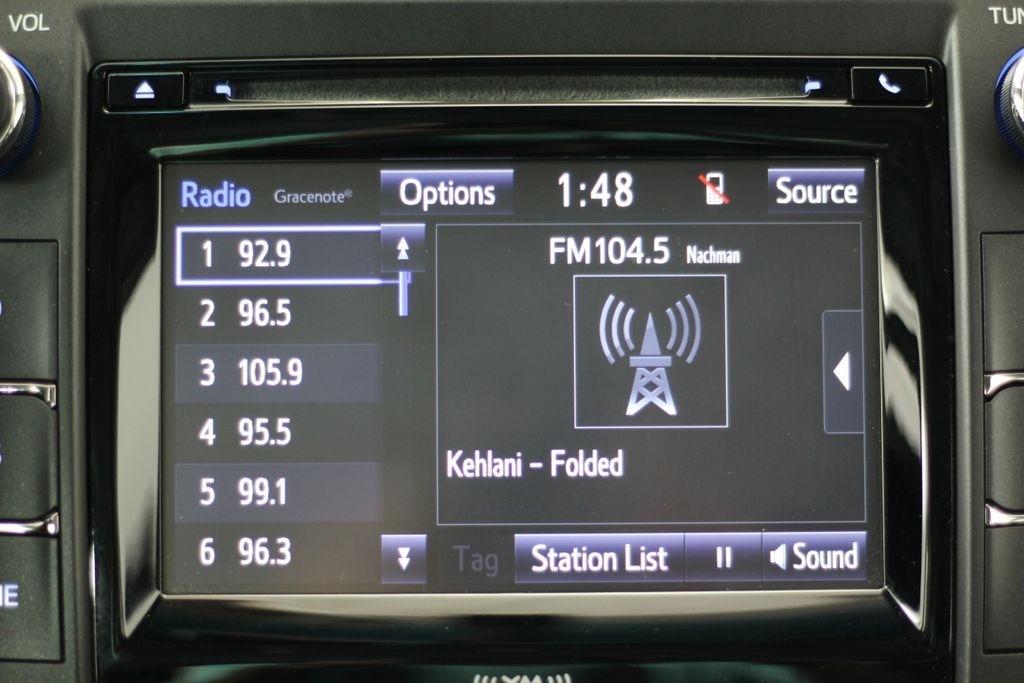 VOL
Radio Gracenote® Options 1:48 Source
1 92.9
2 96.5
3 105.9
4 95.5
5 99.1
6 96.3
FM104.5 Nachman
Kehlani - Folded
Tag Station List Sound